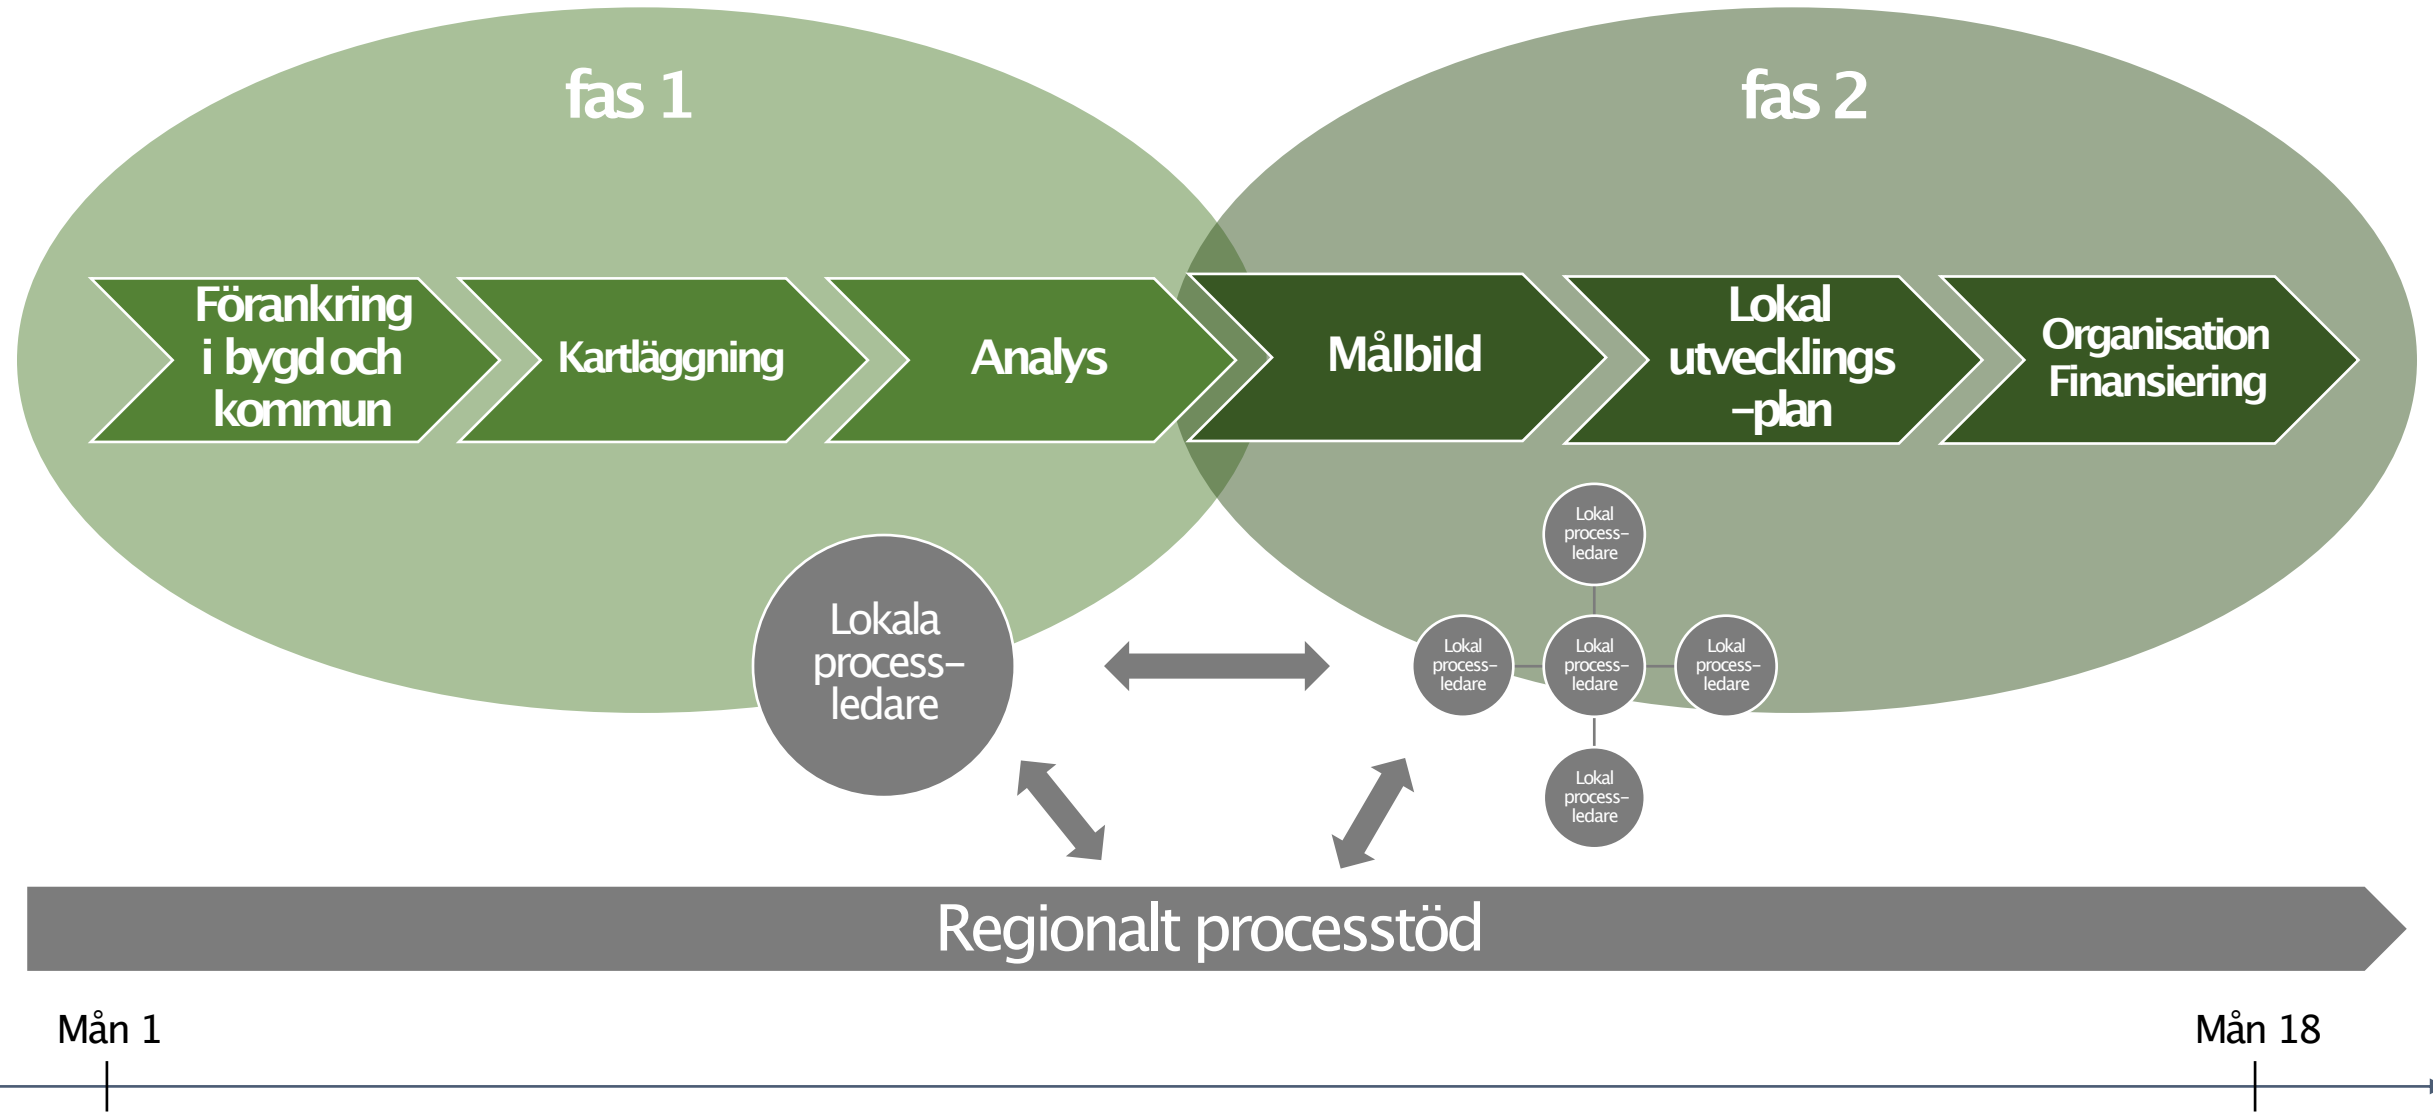 fas 1
fas 2
Förankring
i bygd och
kommun
Kartläggning
Analys
Målbild
Lokal
utvecklings
-plan
Organisation
Finansiering
Lokala
process-
ledare
Lokal
process-
ledare
Lokal
process-
ledare
Lokal
process-
ledare
Lokal
process-
ledare
Lokal
process-
ledare
Regionalt processtöd
Mån 1
Mån 18